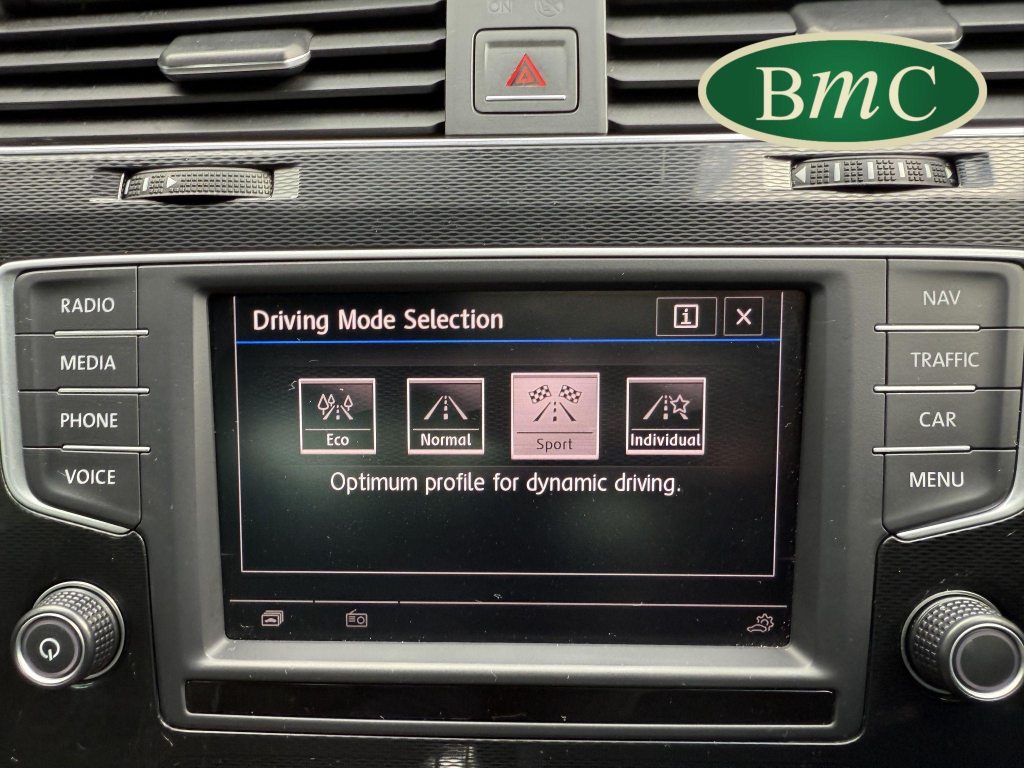 ON
BmC
RADIO
MEDIA
PHONE
VOICE
Driving Mode Selection
i
X
Eco
Normal
Sport
Individual
Optimum profile for dynamic driving.
NAV
TRAFFIC
CAR
MENU